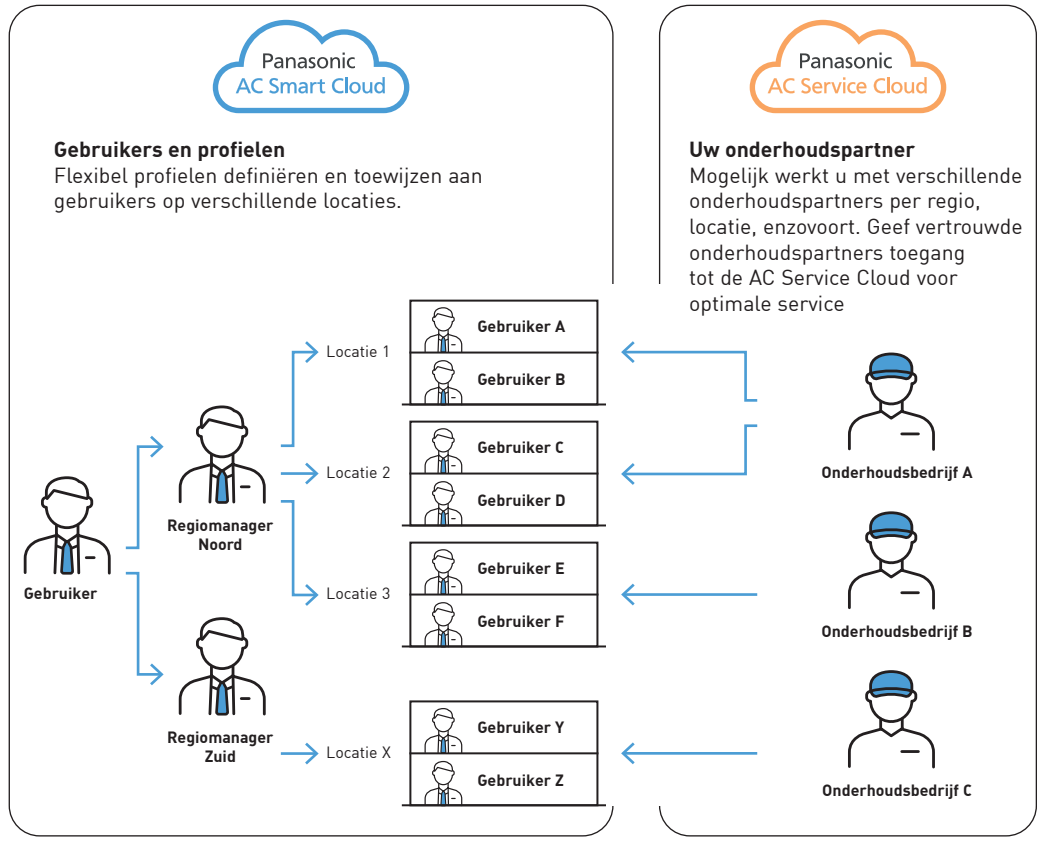 Panasonic
AC Smart Cloud
Gebruikers en profielen
Flexibel profielen definiëren en toewijzen aan
gebruikers op verschillende locaties.
Gebruiker
Regiomanager
Noord
Regiomanager
Zuid
Locatie 1
Gebruiker A
Gebruiker B
Locatie 2
Gebruiker C
Gebruiker D
Locatie 3
Gebruiker E
Gebruiker F
Locatie X
Gebruiker Y
Gebruiker Z
Panasonic
AC Service Cloud
Uw onderhoudspartner
Mogelijk werkt u met verschillende
onderhoudspartners per regio,
locatie, enzovoort. Geef vertrouwde
onderhoudspartners toegang
tot de AC Service Cloud voor
optimale service
Onderhoudsbedrijf A
Onderhoudsbedrijf B
Onderhoudsbedrijf C